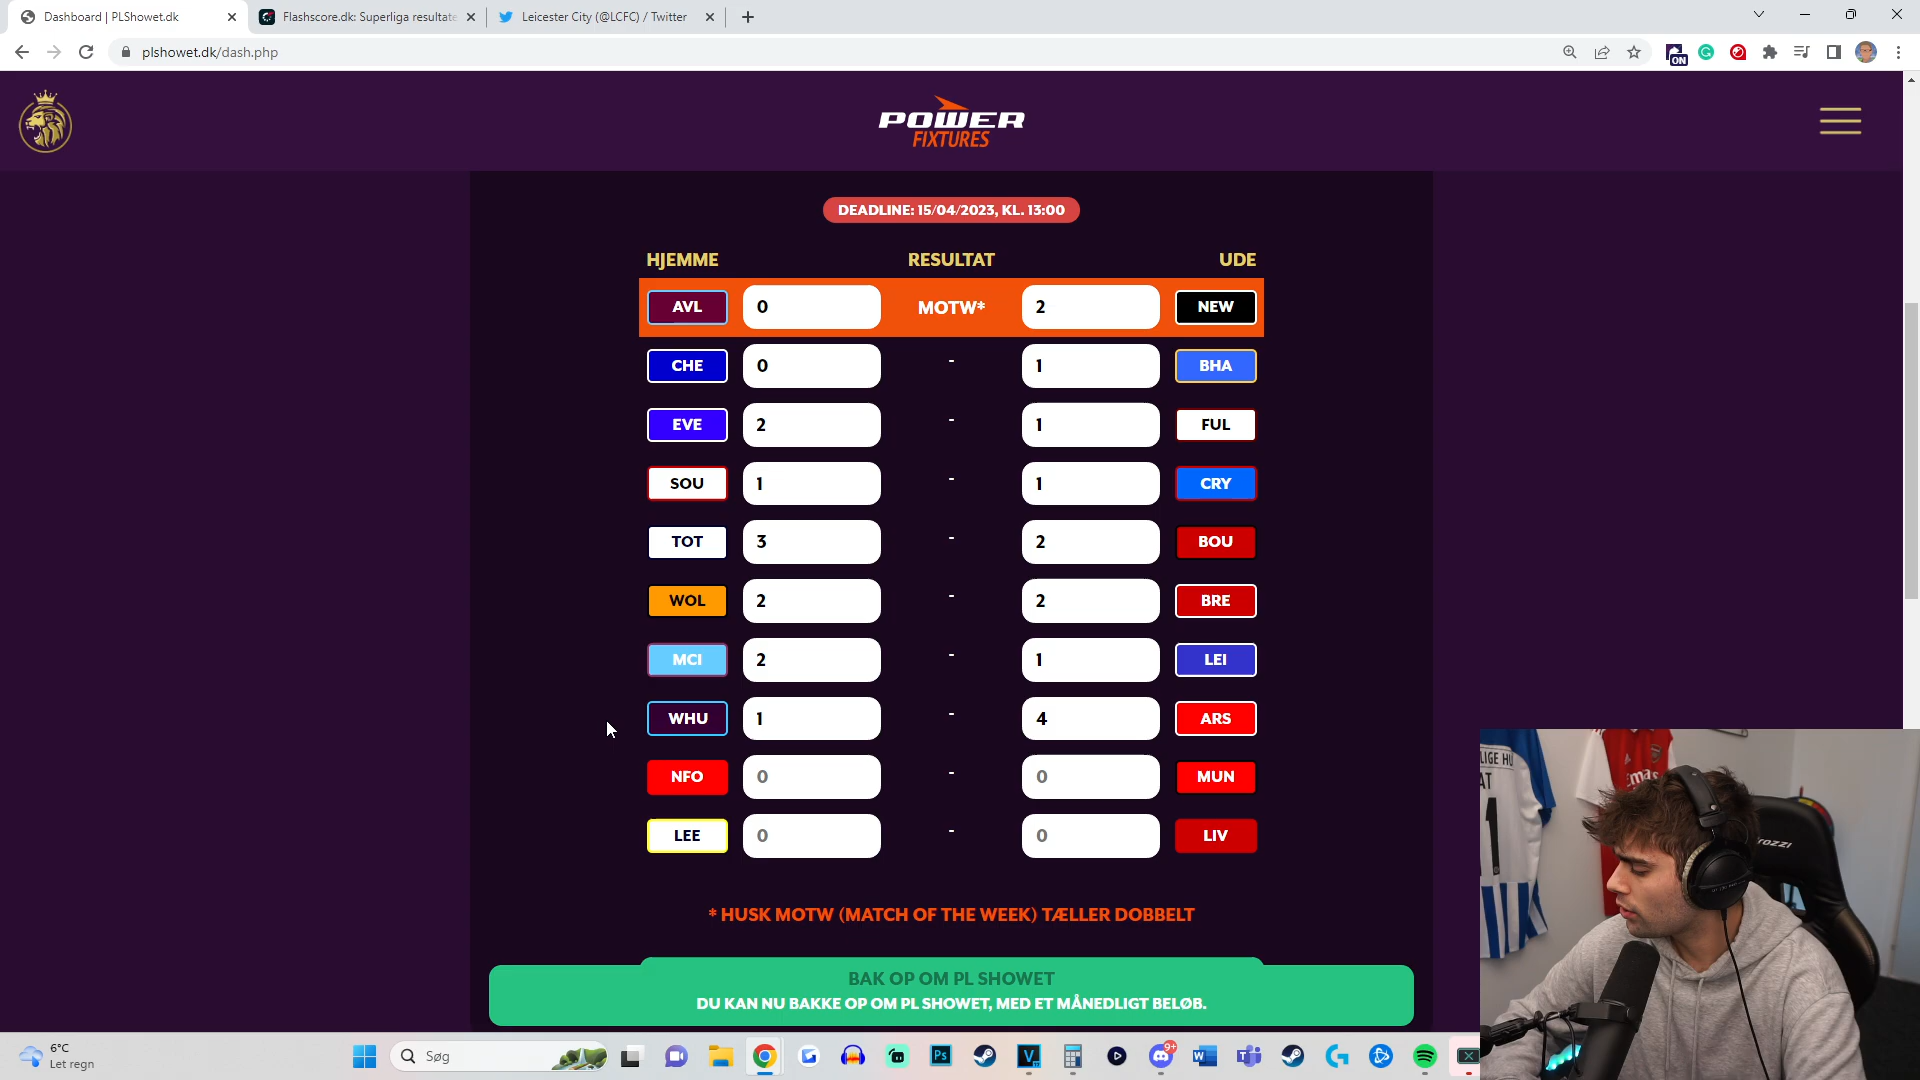 Dashboard | PLShowet.dk
Flashscore.dk: Superliga resultate
Leicester City (@LCFC) / Twitter
plshowet.dk/dash.php
ON
POWER
FIXTURES
DEADLINE: 15/04/2023, KL. 13:00
HJEMME RESULTAT UDE
AVL 0 MOTW* 2 NEW
CHE 0 - 1 BHA
EVE 2 - 1 FUL
SOU 1 - 1 CRY
TOT 3 - 2 BOU
WOL 2 - 2 BRE
MCI 2 - 1 LEI
WHU 1 - 4 ARS
NFO 0 - 0 MUN
LEE 0 - 0 LIV
* HUSK MOTW (MATCH OF THE WEEK) TÆLLER DOBBELT
BAK OP OM PL SHOWET
DU KAN NU BAKKE OP OM PL SHOWET, MED ET MÅNEDLIGT BELØB.
6°C
Let regn
Søg
Ps
V
9+
W
T